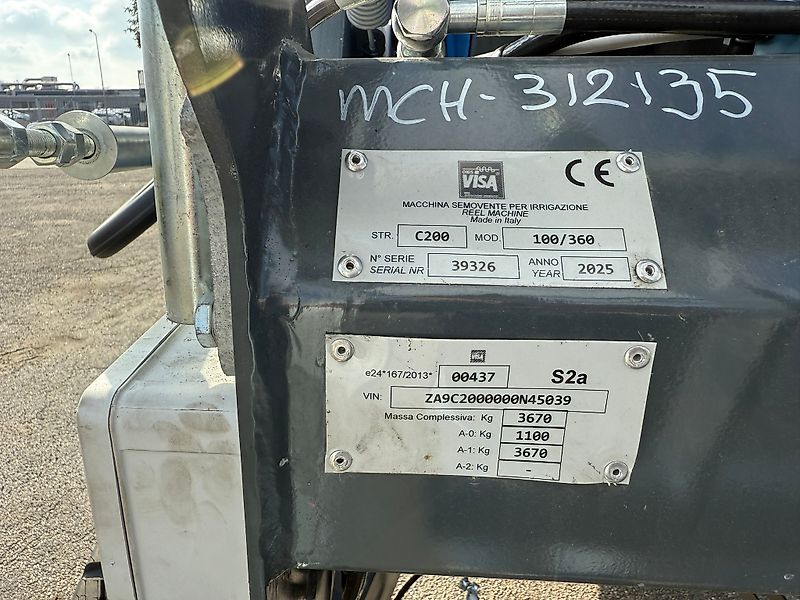 MCH-312135
VISA
CE
MACCHINA SEMOVENTE PER IRRIGAZIONE
REEL MACHINE
Made in Italy
STR. C200 MOD. 100/360
N° SERIE 39326 ANNO 2025
SERIAL NR YEAR
VISA
e24*167/2013* 00437 S2a
VIN: ZA9C2000000N45039
Massa Complessiva: Kg 3670
A-0: Kg 1100
A-1: Kg 3670
A-2: Kg -